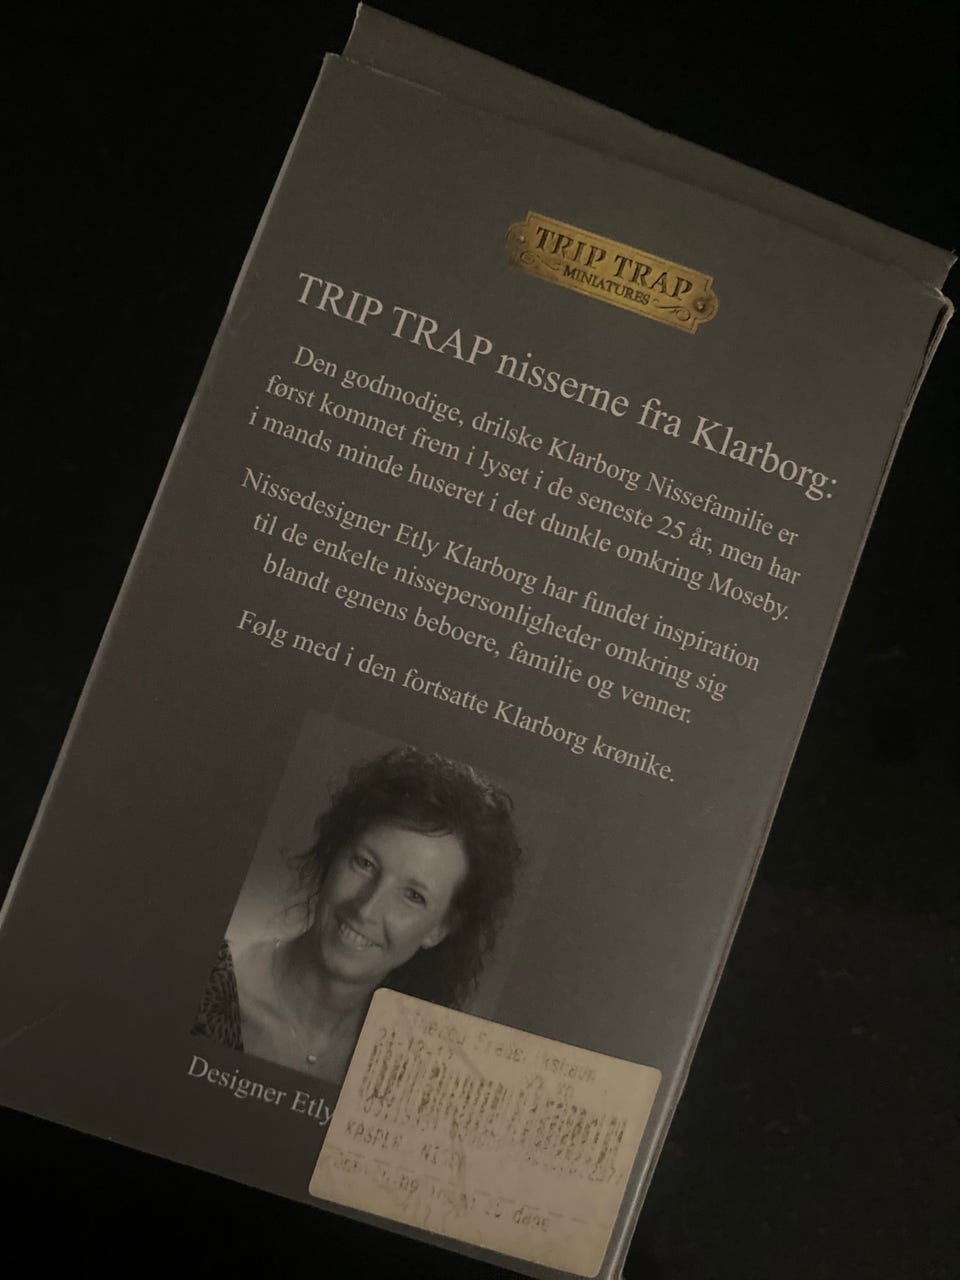 TRIP TRAP
MINIATURES
TRIP TRAP nisserne fra Klarborg:
Den godmodige, drilske Klarborg Nissefamilie er
først kommet frem i lyset i de seneste 25 år, men har
i mands minde huseret i det dunkle omkring Moseby.
Nissedesigner Etly Klarborg har fundet inspiration
til de enkelte nissepersonligheder omkring sig
blandt egnens beboere, familie og venner.
Følg med i den fortsatte Klarborg krønike.
Designer Etly
KASPER